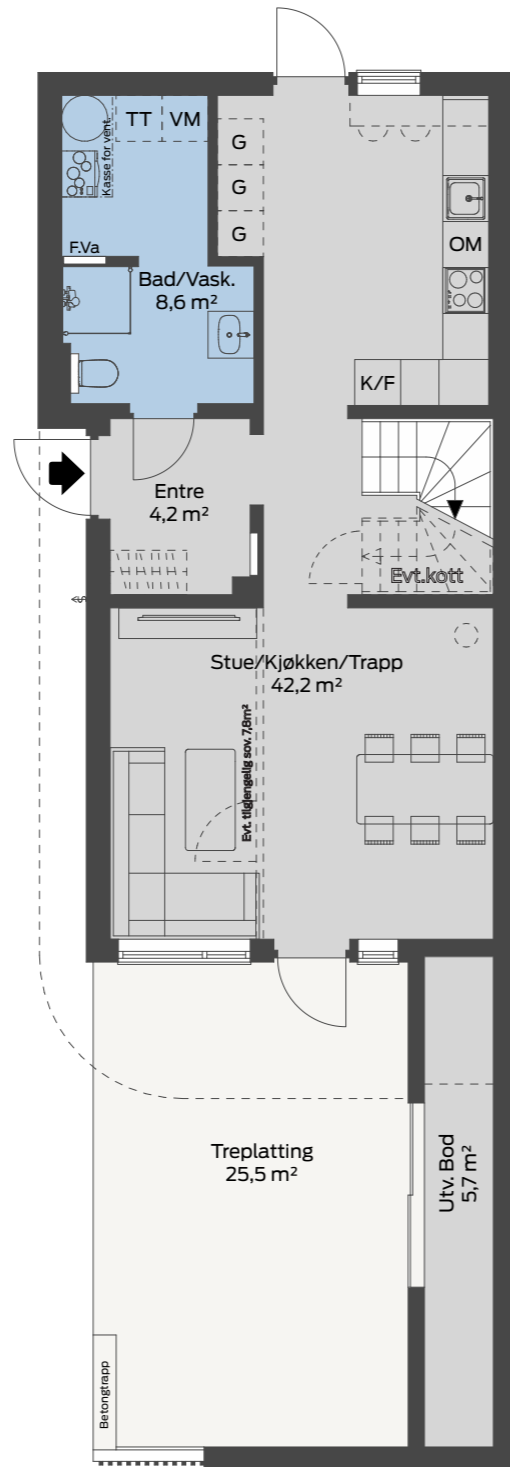 TT
VM
Kasse for vent.
G
G
G
OM
F.Va
Bad/Vask.
8,6 m²
K/F
Entre
4,2 m²
Evt.kott
Stue/Kjøkken/Trapp
42,2 m²
Evt. tilgjengelig sov. 7,8m²
Treplatting
25,5 m²
Utv. Bod
5,7 m²
Betongtrapp